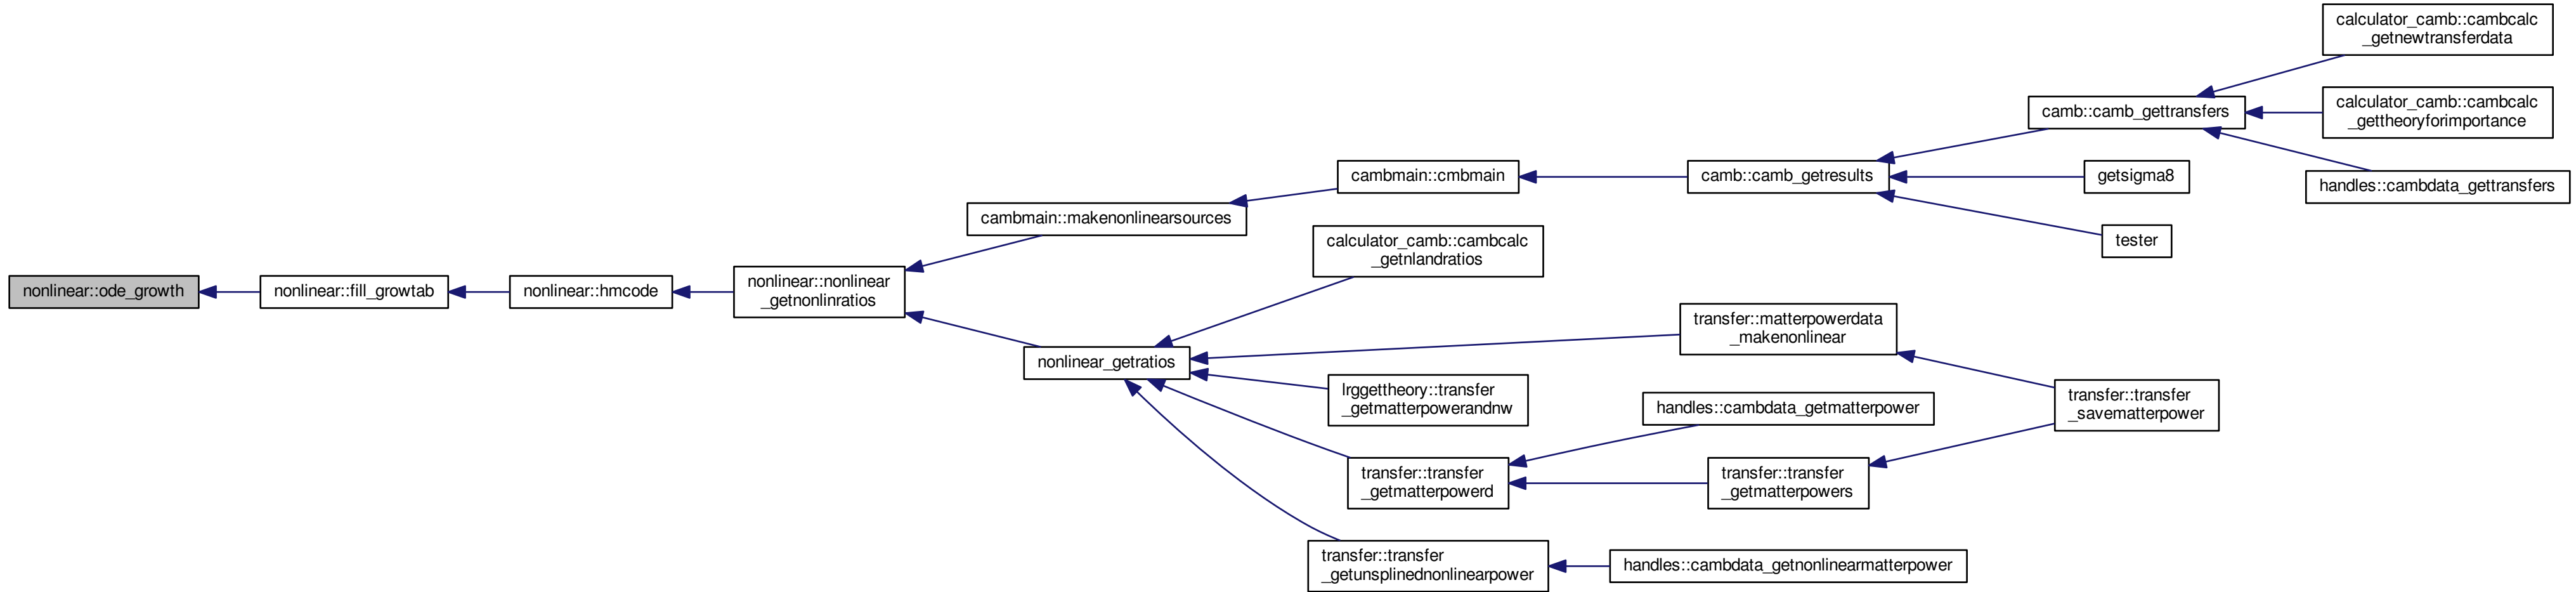 nonlinear::ode_growth
nonlinear::fill_growtab
nonlinear::hmcode
nonlinear::nonlinear
_getnonlinratios
cambmain::makenonlinearsources
cambmain::cmbmain
camb::camb_getresults
camb::camb_gettransfers
calculator_camb::cambcalc
_getnewtransferdata
calculator_camb::cambcalc
_gettheoryforimportance
handles::cambdata_gettransfers
getsigma8
tester
nonlinear_getratios
calculator_camb::cambcalc
_getnlandratios
transfer::matterpowerdata
_makenonlinear
lrggettheory::transfer
_getmatterpowerandnw
transfer::transfer
_getmatterpowerd
handles::cambdata_getmatterpower
transfer::transfer
_getmatterpowers
transfer::transfer
_savematterpower
transfer::transfer
_getunsplinednonlinearpower
handles::cambdata_getnonlinearmatterpower